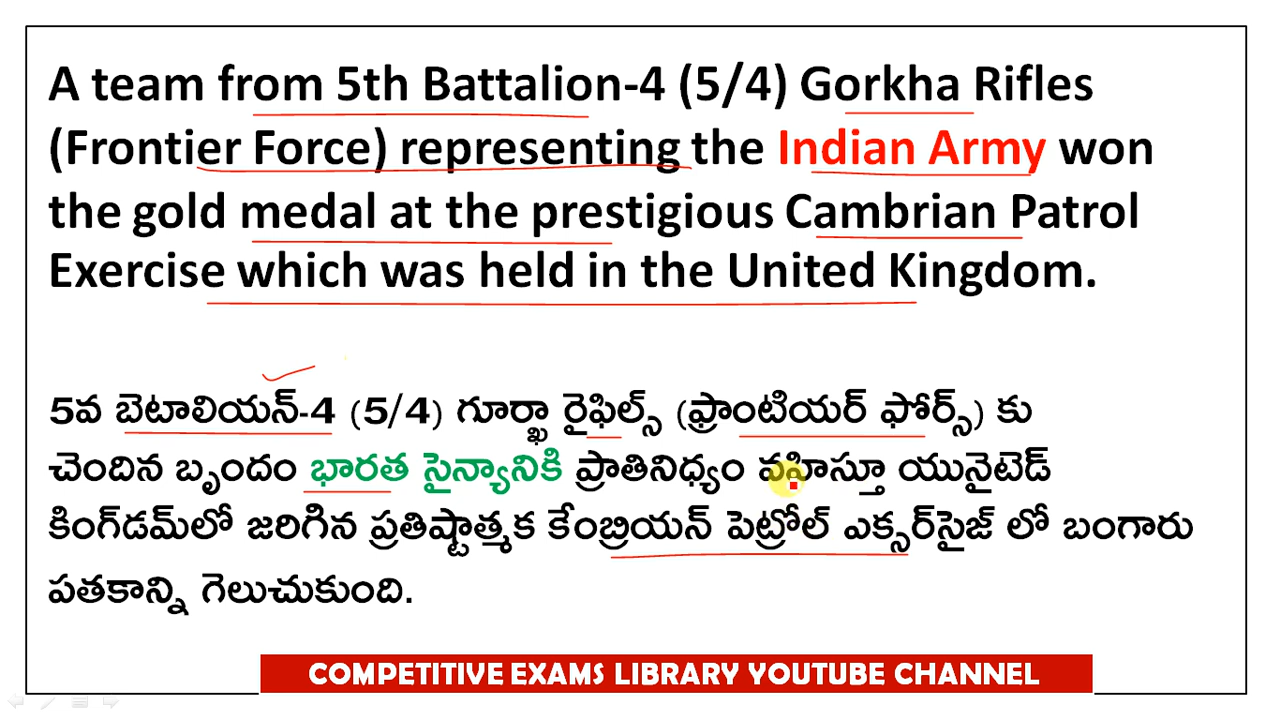 A team from 5th Battalion-4 (5/4) Gorkha Rifles
(Frontier Force) representing the Indian Army won
the gold medal at the prestigious Cambrian Patrol
Exercise which was held in the United Kingdom.
5వ బెటాలియన్-4 (5/4) గూర్ఖా రైఫిల్స్ (ఫ్రాంటియర్ ఫోర్స్) కు
చెందిన బృందం భారత సైన్యానికి ప్రాతినిధ్యం వహిస్తూ యునైటెడ్
కింగ్‌డమ్‌లో జరిగిన ప్రతిష్టాత్మక కేంబ్రియన్ పెట్రోల్ ఎక్సర్‌సైజ్ లో బంగారు
పతకాన్ని గెలుచుకుంది.
COMPETITIVE EXAMS LIBRARY YOUTUBE CHANNEL